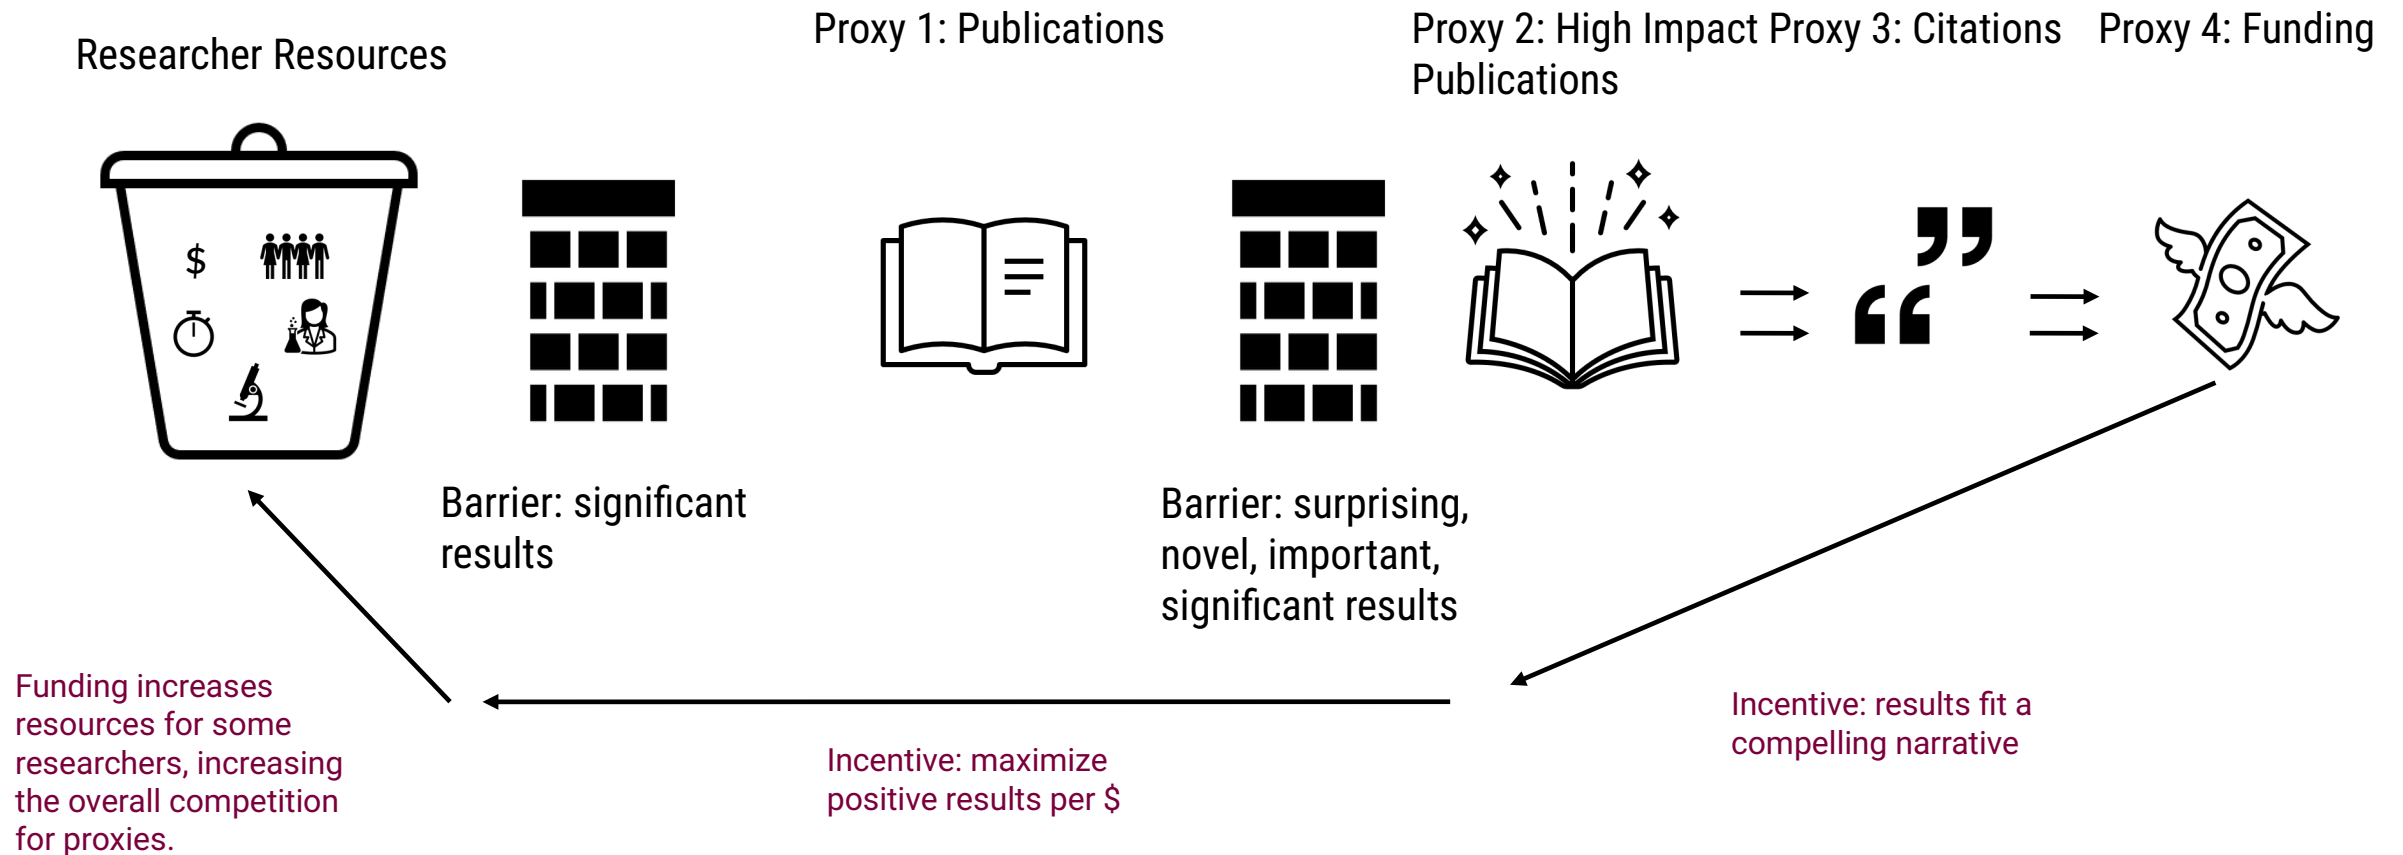 Researcher Resources
Proxy 1: Publications
Proxy 2: High Impact
Publications
Proxy 3: Citations
Proxy 4: Funding
$
Barrier: significant
results
Barrier: surprising,
novel, important,
significant results
Funding increases
resources for some
researchers, increasing
the overall competition
for proxies.
Incentive: maximize
positive results per $
Incentive: results fit a
compelling narrative